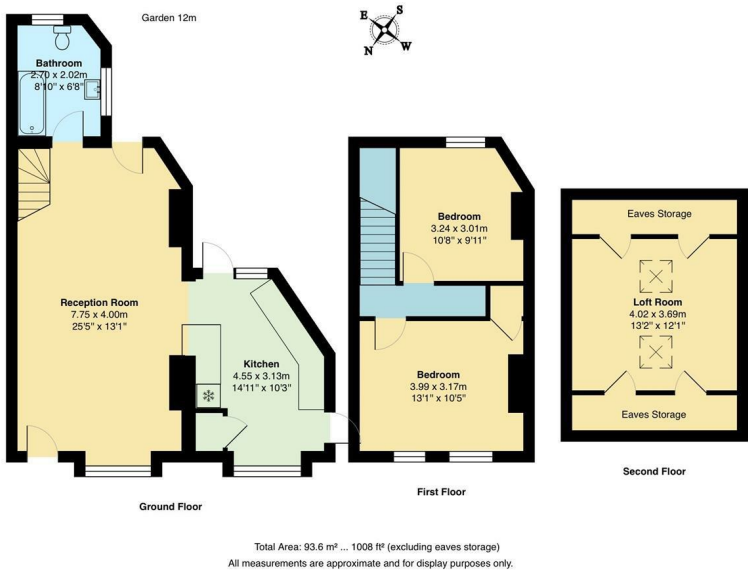 Garden 12m
E
S
N
W
Bathroom
2.70 x 2.02m
8'10" x 6'8"
Reception Room
7.75 x 4.00m
25'5" x 13'1"
Kitchen
4.55 x 3.13m
14'11" x 10'3"
Ground Floor
Bedroom
3.24 x 3.01m
10'8" x 9'11"
Bedroom
3.99 x 3.17m
13'1" x 10'5"
First Floor
Eaves Storage
Loft Room
4.02 x 3.69m
13'2" x 12'1"
Eaves Storage
Second Floor
Total Area: 93.6 m² ... 1008 ft² (excluding eaves storage)
All measurements are approximate and for display purposes only.